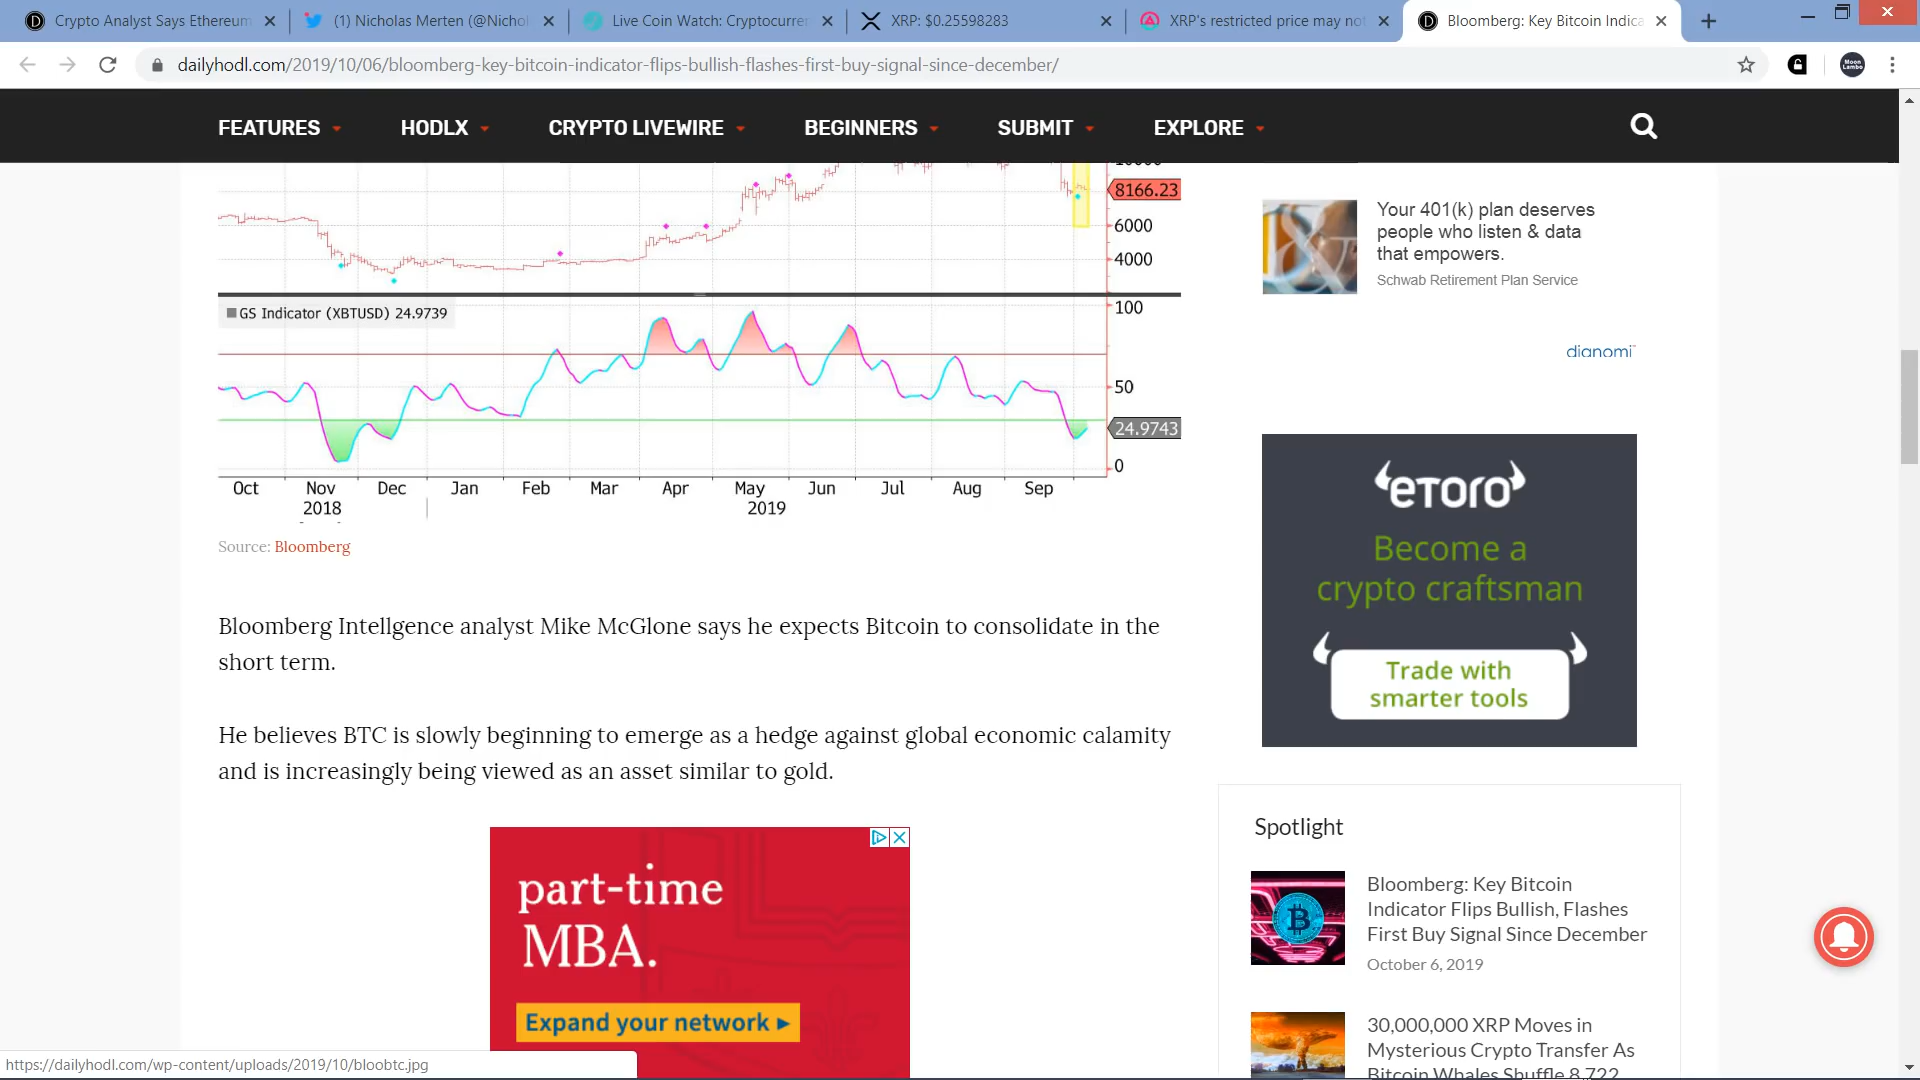 Crypto Analyst Says Ethereum
(1) Nicholas Merten (@Nichol
Live Coin Watch: Cryptocurre
XRP: $0.25598283
XRP's restricted price may not
Bloomberg: Key Bitcoin Indica
dailyhodl.com/2019/10/06/bloomberg-key-bitcoin-indicator-flips-bullish-flashes-first-buy-signal-since-december/
Moon Lambo
FEATURES
HODLX
CRYPTO LIVEWIRE
BEGINNERS
SUBMIT
EXPLORE
10000
8166.23
6000
4000
GS Indicator (XBTUSD) 24.9739
100
50
24.9743
0
Oct Nov Dec Jan Feb Mar Apr May Jun Jul Aug Sep
2018 2019
Source: Bloomberg
Bloomberg Intellgence analyst Mike McGlone says he expects Bitcoin to consolidate in the
short term.
He believes BTC is slowly beginning to emerge as a hedge against global economic calamity
and is increasingly being viewed as an asset similar to gold.
part-time
MBA.
Expand your network ►
Your 401(k) plan deserves
people who listen & data
that empowers.
Schwab Retirement Plan Service
dianomi
eToro
Become a
crypto craftsman
Trade with
smarter tools
Spotlight
Bloomberg: Key Bitcoin
Indicator Flips Bullish, Flashes
First Buy Signal Since December
October 6, 2019
30,000,000 XRP Moves in
Mysterious Crypto Transfer As
Bitcoin Whales Shuffle 8,722
https://dailyhodl.com/wp-content/uploads/2019/10/bloobtc.jpg